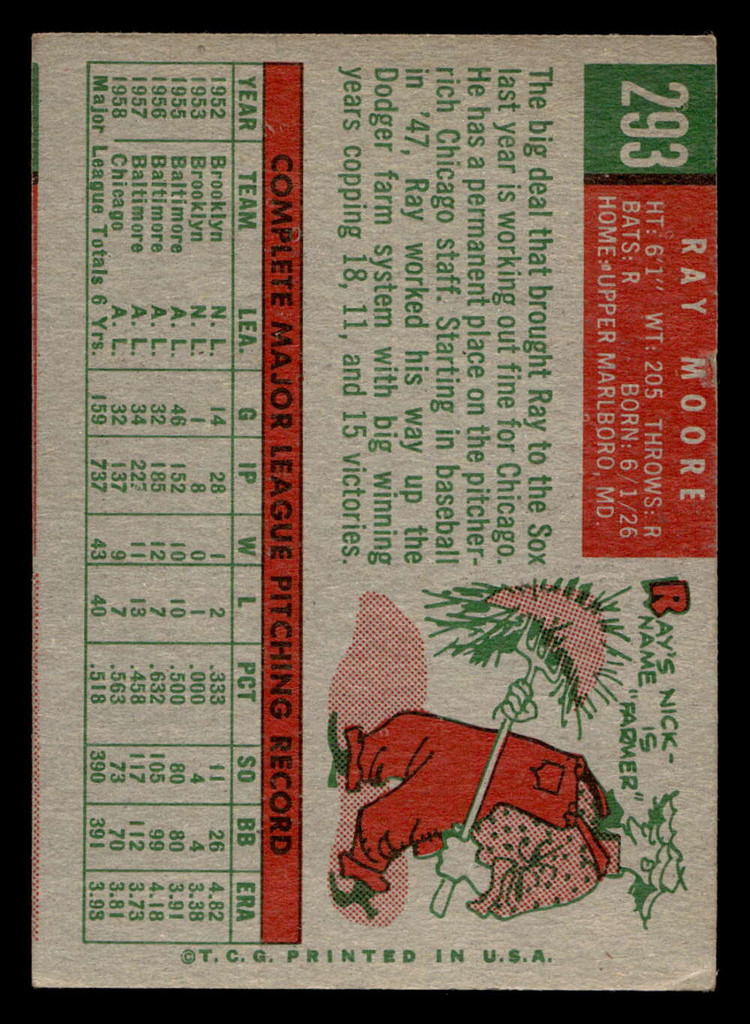 293
RAY MOORE
HT: 6'1" WT: 205 THROWS: R
BATS: R BORN: 6/1/26
HOME: UPPER MARLBORO, MD.
The big deal that brought Ray to the Sox
last year is working out fine for Chicago.
He has a permanent place on the pitcher-
rich Chicago staff. Starting in baseball
in '47, Ray worked his way up the
Dodger farm system with big winning
years copping 18, 11, and 15 victories.
RAY'S NICK-
NAME IS
"FARMER"
COMPLETE MAJOR LEAGUE PITCHING RECORD
YEAR TEAM LEA. G IP W L PCT SO BB ERA
1952 Brooklyn N. L. 14 28 1 2 .333 11 26 4.82
1953 Brooklyn N. L. 1 8 0 1 .000 4 4 3.38
1955 Baltimore A. L. 46 152 10 10 .500 80 80 3.91
1956 Baltimore A. L. 32 185 12 7 .632 105 99 4.18
1957 Baltimore A. L. 34 227 11 13 .458 117 112 3.73
1958 Chicago A. L. 32 137 9 7 .563 73 70 3.81
Major League Totals 6 Yrs. 159 737 43 40 .518 390 391 3.93
©T.C.G. PRINTED IN U.S.A.